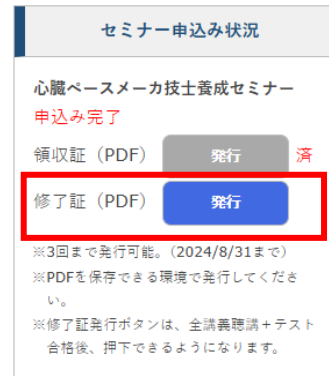 セミナー申込み状況
心臓ペースメーカ技士養成セミナー
申込み完了
領収証（PDF） 発行 済
修了証（PDF） 発行
※3回まで発行可能。（2024/8/31まで）
※PDFを保存できる環境で発行してくださ
い。
※修了証発行ボタンは、全講義聴講＋テスト
合格後、押下できるようになります。